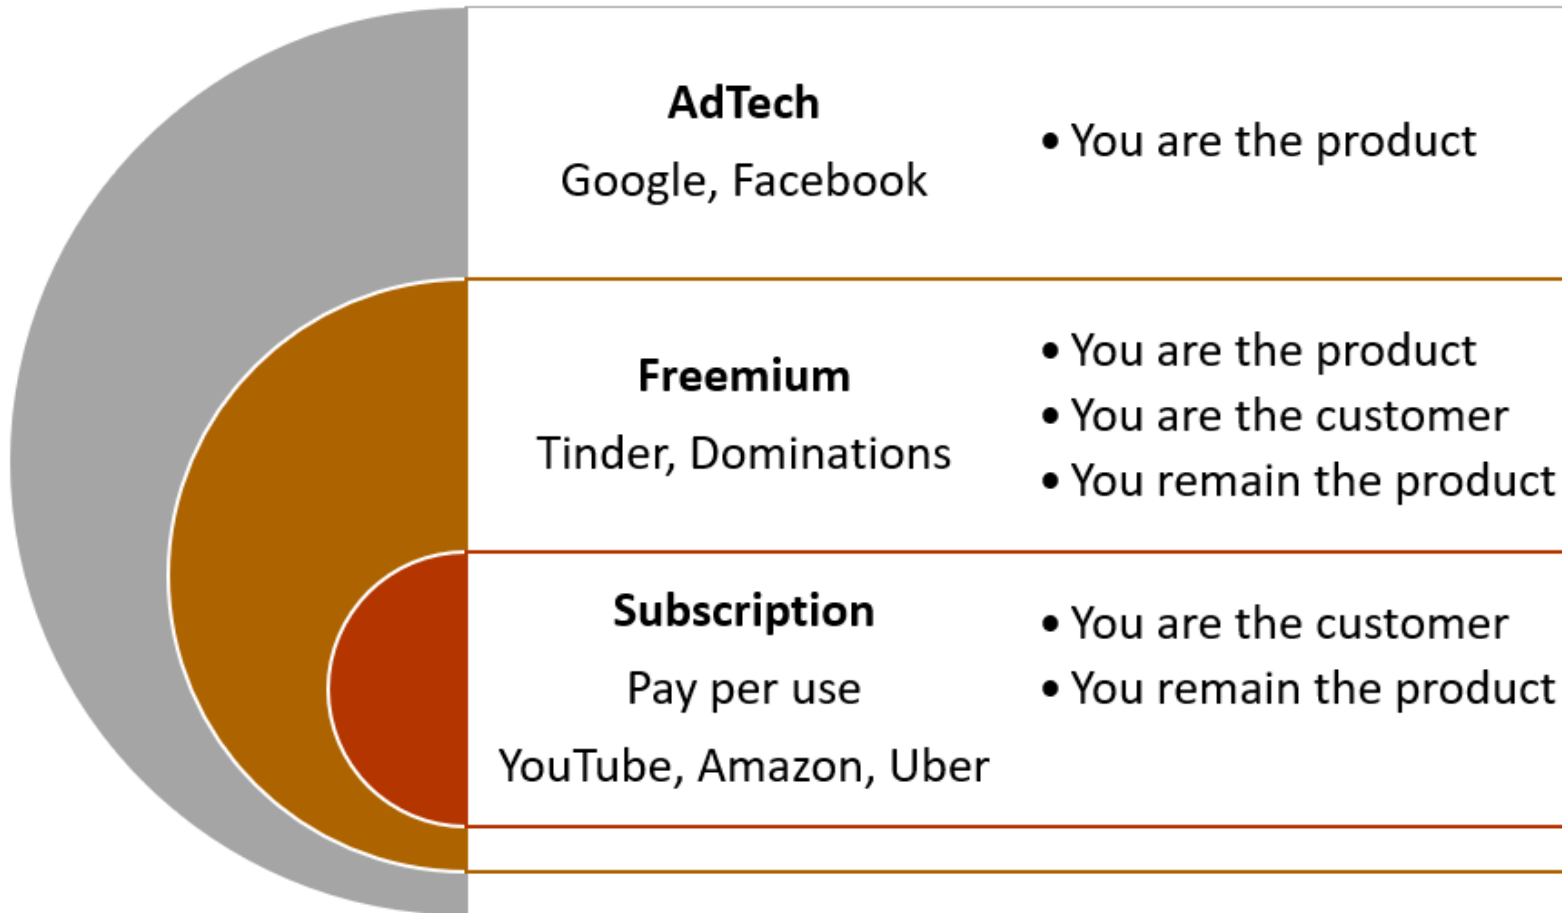 AdTech
Google, Facebook
• You are the product
Freemium
Tinder, Dominations
• You are the product
• You are the customer
• You remain the product
Subscription
Pay per use
YouTube, Amazon, Uber
• You are the customer
• You remain the product